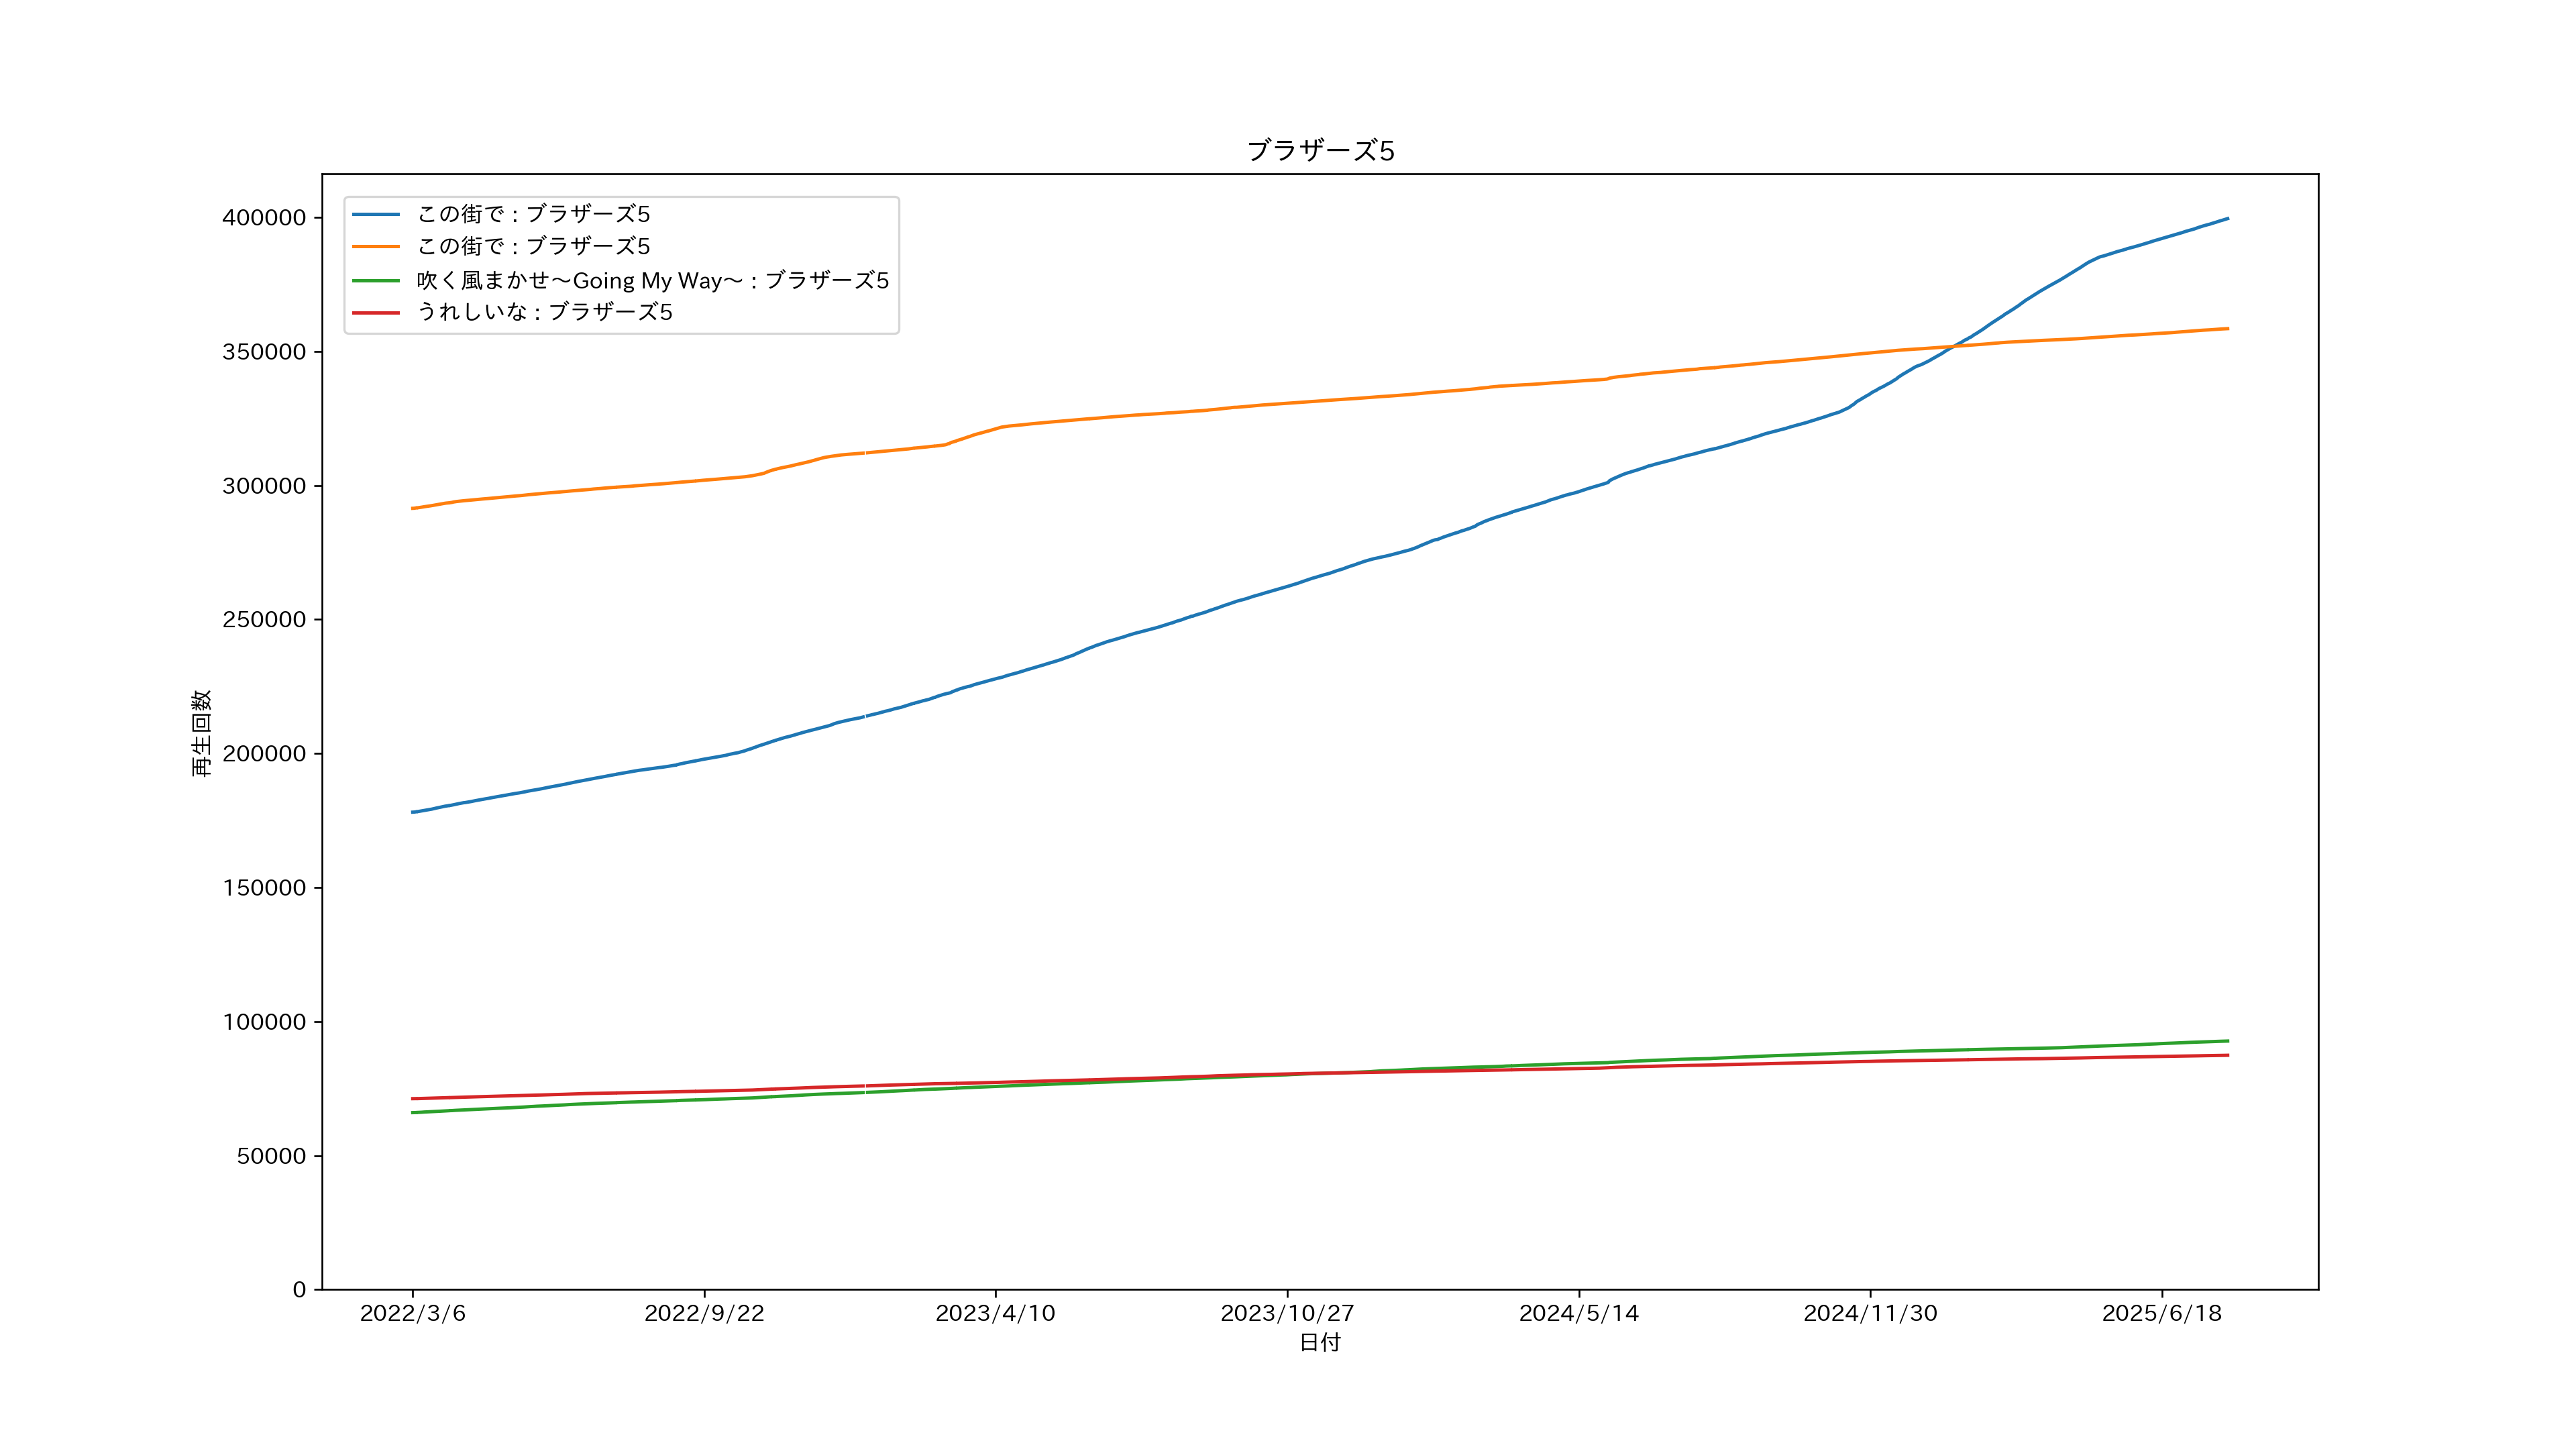 ブラザーズ5
この街で : ブラザーズ5
この街で : ブラザーズ5
吹く風まかせ～Going My Way～ : ブラザーズ5
うれしいな : ブラザーズ5
400000
350000
300000
250000
200000
150000
100000
50000
0
再生回数
2022/3/6
2022/9/22
2023/4/10
2023/10/27
2024/5/14
2024/11/30
2025/6/18
日付